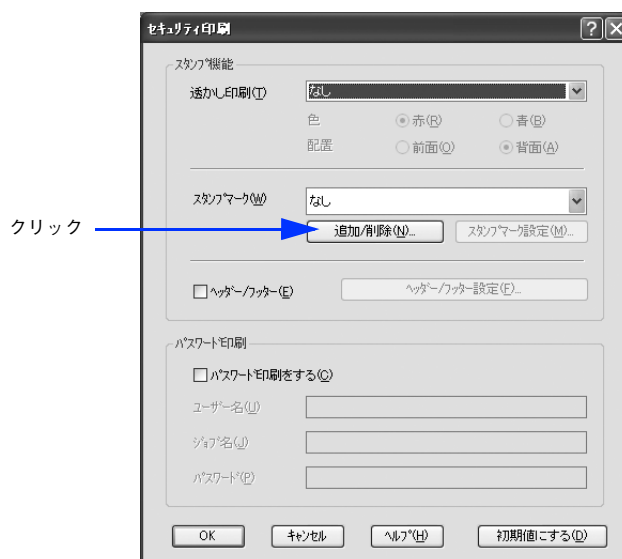 セキュリティ印刷
スタンプ機能
透かし印刷(T) なし
色 赤(R) 青(B)
配置 前面(O) 背面(A)
スタンプマーク(W) なし
クリック
追加/削除(N)... スタンプマーク設定(M)...
ヘッダー/フッター(E) ヘッダー/フッター設定(F)...
パスワード印刷
パスワード印刷をする(C)
ユーザー名(U)
ジョブ名(J)
パスワード(P)
OK キャンセル ヘルプ(H) 初期値にする(D)